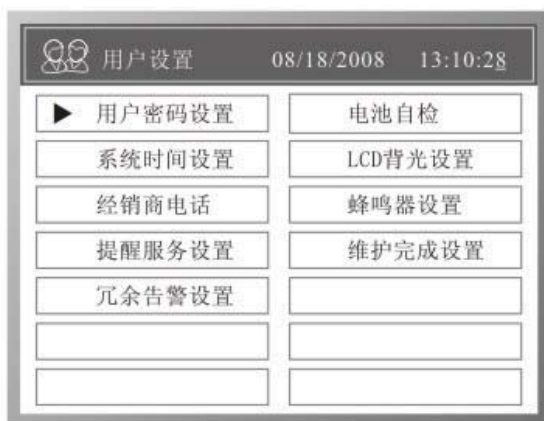 用户设置 08/18/2008 13:10:28
▶ 用户密码设置 电池自检
系统时间设置 LCD背光设置
经销商电话 蜂鸣器设置
提醒服务设置 维护完成设置
冗余告警设置